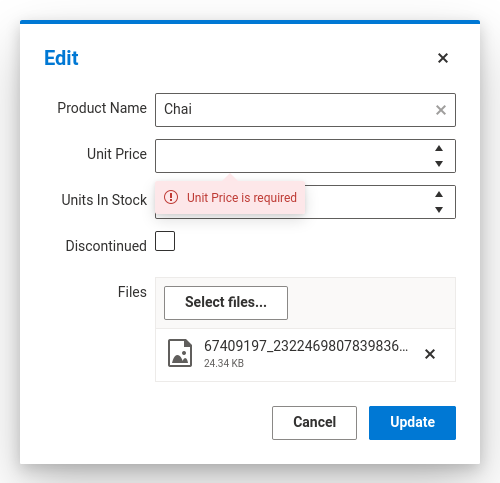 Edit
Product Name
Chai
Unit Price
Unit Price is required
Units In Stock
Discontinued
Files
Select files...
67409197_2322469807839836...
24.34 KB
Cancel
Update